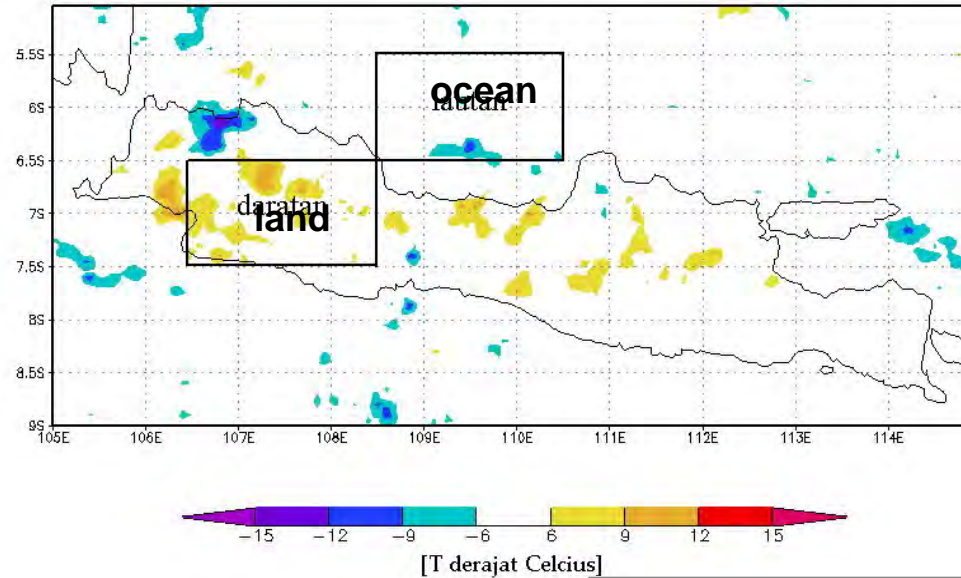 5.5S
6S
6.5S
7S
7.5S
8S
8.5S
9S
105E 106E 107E 108E 109E 110E 111E 112E 113E 114E
ocean
lautan
daratan
land
-15 -12 -9 -6 6 9 12 15
[T derajat Celcius]